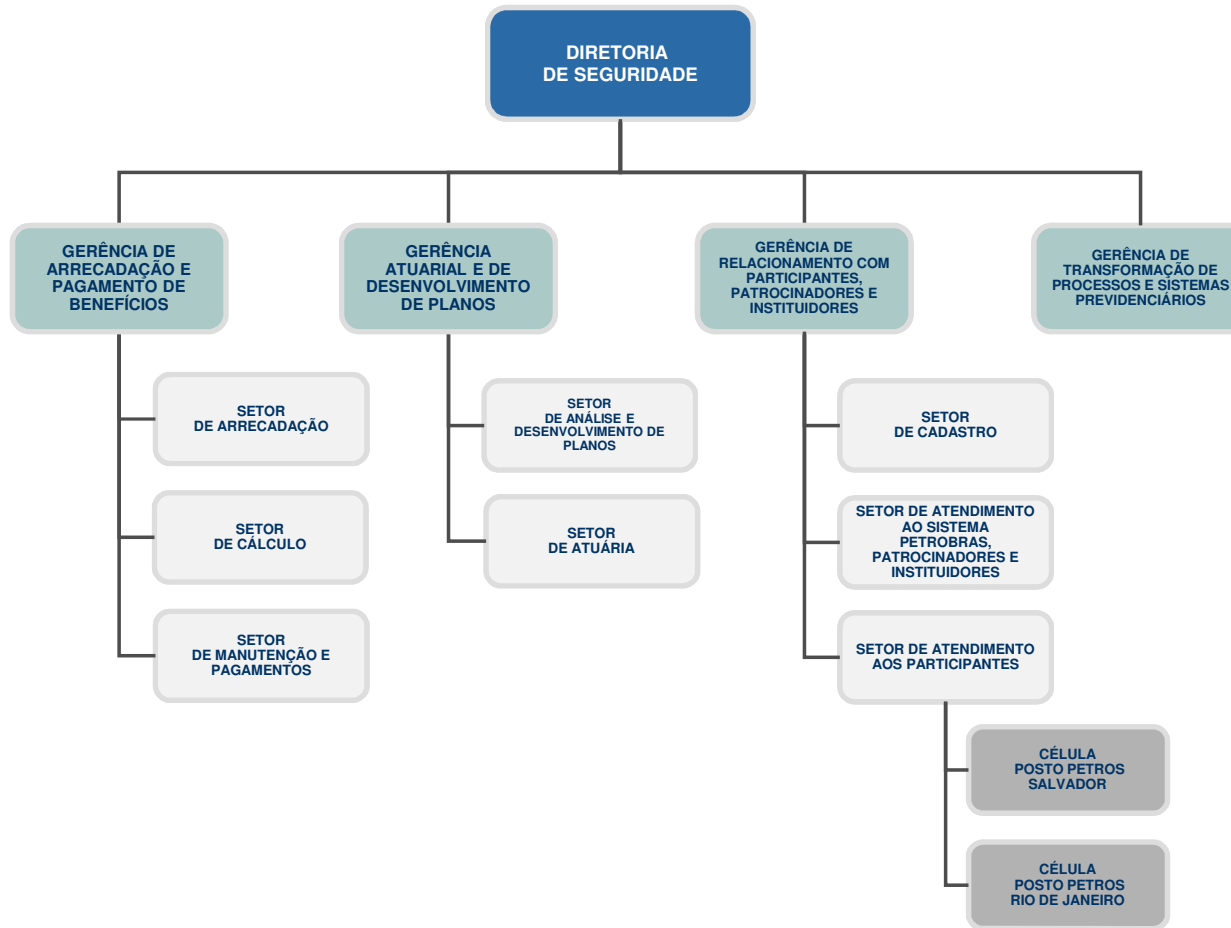 DIRETORIA
DE SEGURIDADE
GERÊNCIA DE
ARRECADAÇÃO E
PAGAMENTO DE
BENEFÍCIOS
GERÊNCIA
ATUARIAL E DE
DESENVOLVIMENTO
DE PLANOS
GERÊNCIA DE
RELACIONAMENTO COM
PARTICIPANTES,
PATROCINADORES E
INSTITUIDORES
GERÊNCIA DE
TRANSFORMAÇÃO DE
PROCESSOS E SISTEMAS
PREVIDENCIÁRIOS
SETOR
DE ARRECADAÇÃO
SETOR
DE ANÁLISE E
DESENVOLVIMENTO DE
PLANOS
SETOR
DE CADASTRO
SETOR
DE CÁLCULO
SETOR
DE ATUÁRIA
SETOR DE ATENDIMENTO
AO SISTEMA
PETROBRAS,
PATROCINADORES E
INSTITUIDORES
SETOR
DE MANUTENÇÃO E
PAGAMENTOS
SETOR DE ATENDIMENTO
AOS PARTICIPANTES
CÉLULA
POSTO PETROS
SALVADOR
CÉLULA
POSTO PETROS
RIO DE JANEIRO